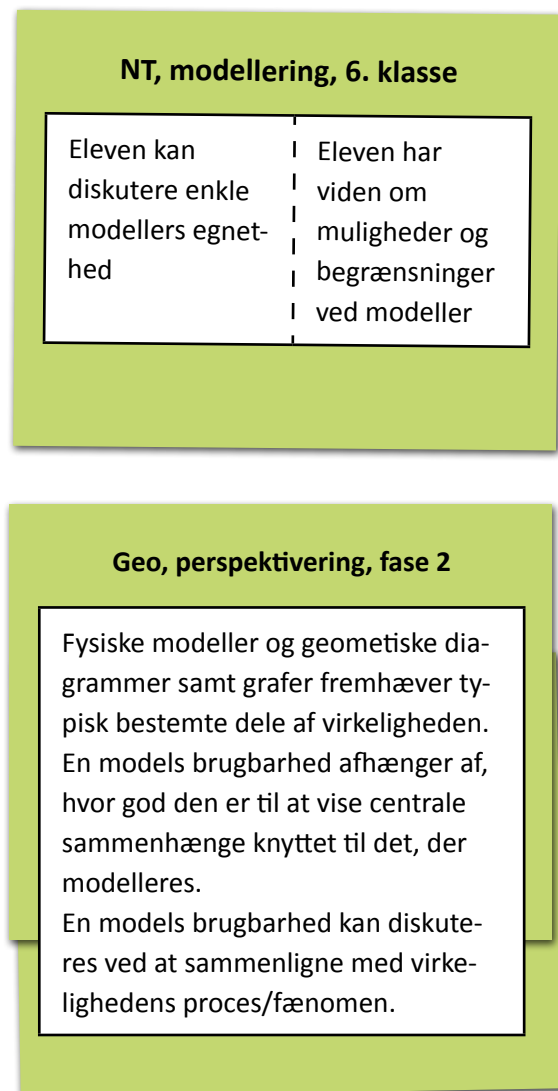 NT, modellering, 6. klasse
Eleven kan
diskutere enkle
modellers egnet-
hed
Eleven har
viden om
muligheder og
begrænsninger
ved modeller
Geo, perspektivering, fase 2
Fysiske modeller og geometiske dia-
grammer samt grafer fremhæver ty-
pisk bestemte dele af virkeligheden.
En models brugbarhed afhænger af,
hvor god den er til at vise centrale
sammenhænge knyttet til det, der
modelleres.
En models brugbarhed kan diskute-
res ved at sammenligne med virke-
lighedens proces/fænomen.